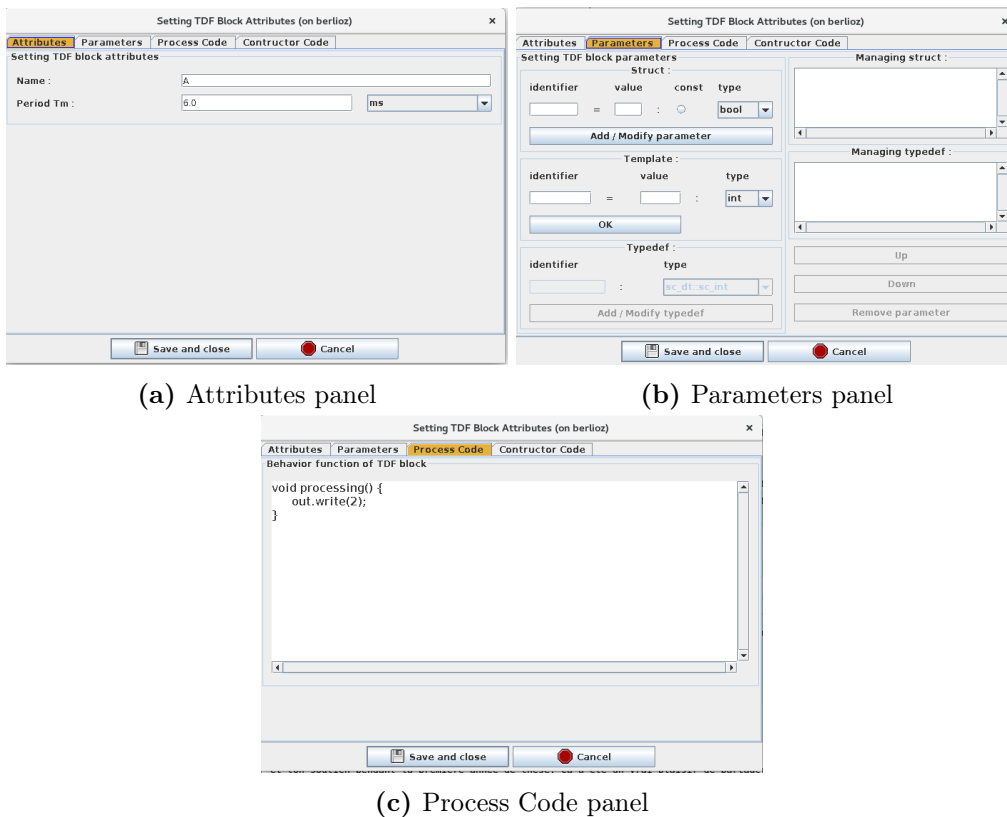 Setting TDF Block Attributes (on berlioz) ×
Attributes Parameters Process Code Contructor Code
Setting TDF block attributes
Name : A
Period Tm : 6.0 ms
Save and close Cancel
(a) Attributes panel
Setting TDF Block Attributes (on berlioz) ×
Attributes Parameters Process Code Contructor Code
Setting TDF block parameters
Struct :
identifier value const type
= : bool
Add / Modify parameter
Template :
identifier value type
= : int
OK
Typedef :
identifier type
: sc_dt::sc_int
Add / Modify typedef
Managing struct :
Managing typedef :
Up
Down
Remove parameter
Save and close Cancel
(b) Parameters panel
Setting TDF Block Attributes (on berlioz) ×
Attributes Parameters Process Code Contructor Code
Behavior function of TDF block
void processing() {
out.write(2);
}
Save and close Cancel
(c) Process Code panel